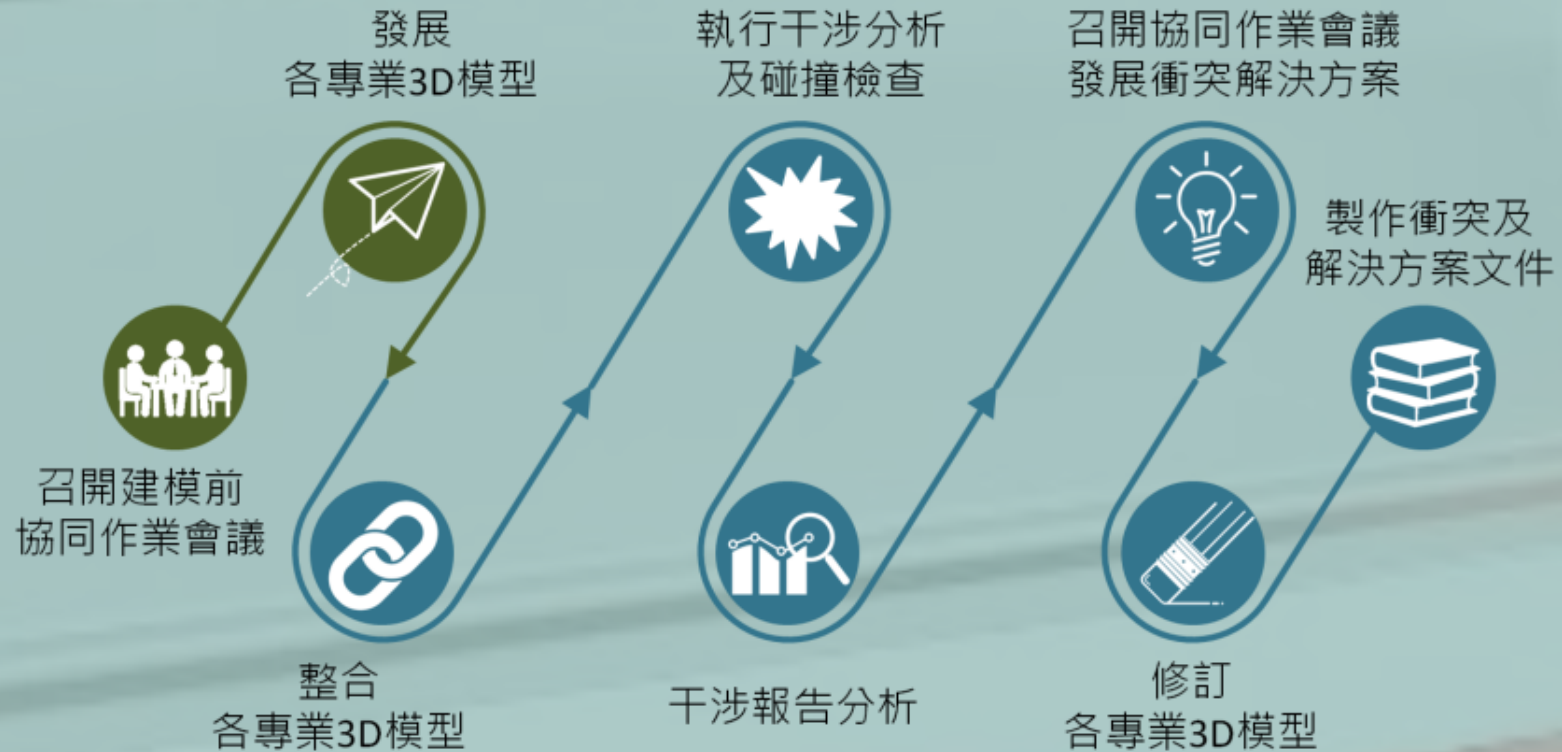 召開建模前
協同作業會議
發展
各專業3D模型
整合
各專業3D模型
執行干涉分析
及碰撞檢查
干涉報告分析
召開協同作業會議
發展衝突解決方案
修訂
各專業3D模型
製作衝突及
解決方案文件